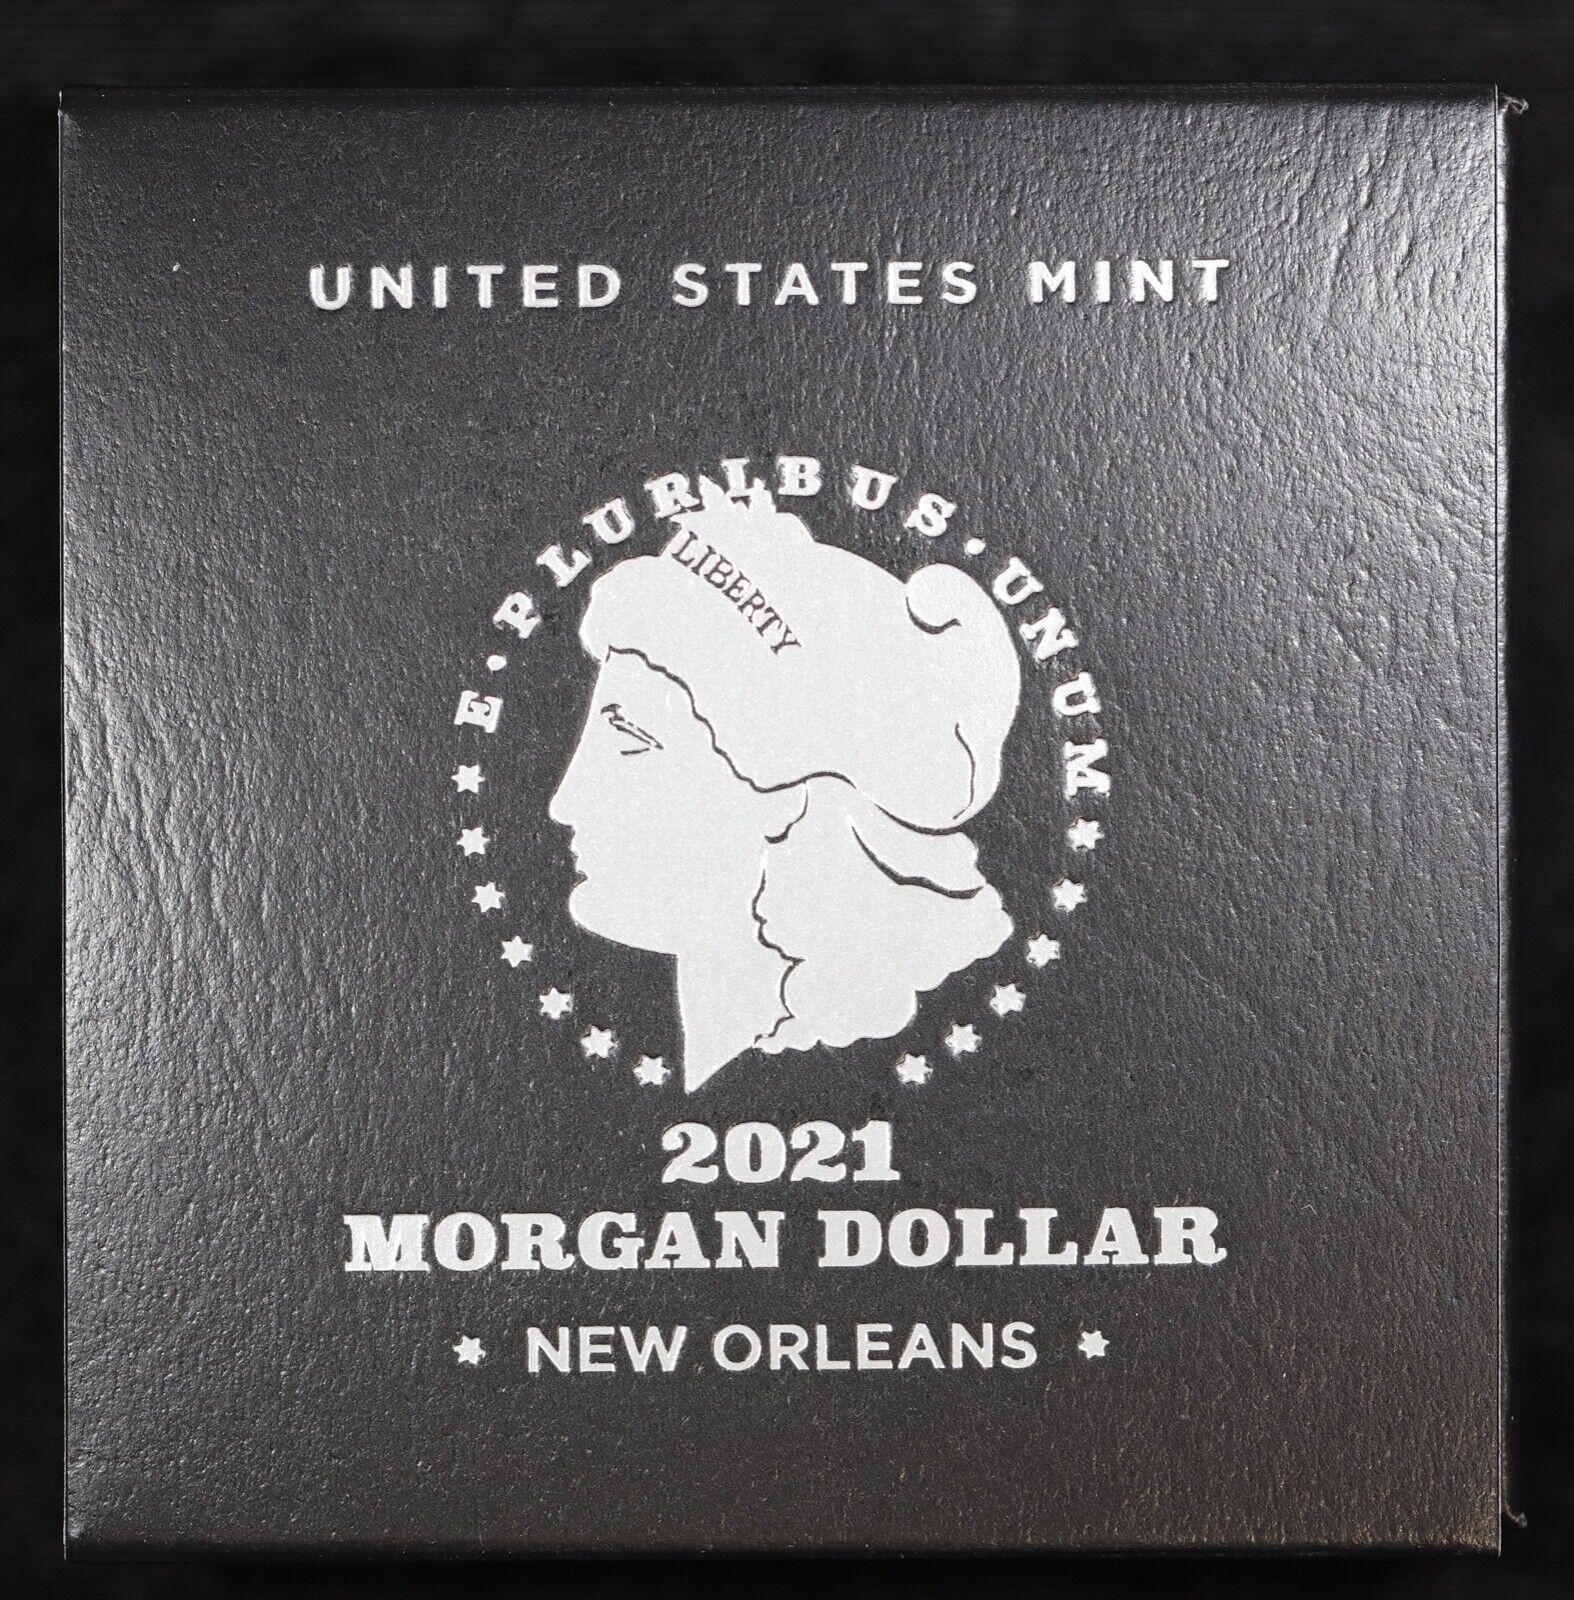 UNITED STATES MINT
E·PLURIBUS·UNUM
LIBERTY
2021
MORGAN DOLLAR
NEW ORLEANS